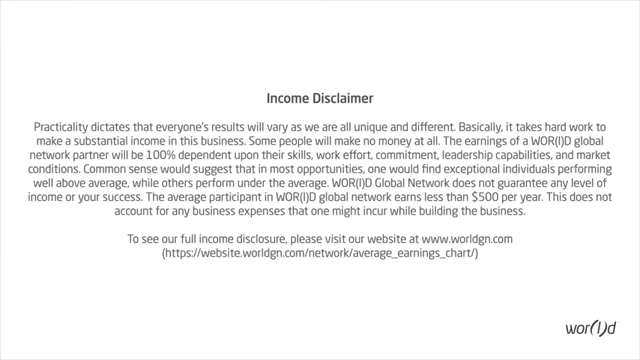 Income Disclaimer
Practicality dictates that everyone's results will vary as we are all unique and different. Basically, it takes hard work to
make a substantial income in this business. Some people will make no money at all. The earnings of a WOR(l)D global
network partner will be 100% dependent upon their skills, work effort, commitment, leadership capabilities, and market
conditions. Common sense would suggest that in most opportunities, one would find exceptional individuals performing
well above average, while others perform under the average. WOR(l)D Global Network does not guarantee any level of
income or your success. The average participant in WOR(l)D global network earns less than $500 per year. This does not
account for any business expenses that one might incur while building the business.
To see our full income disclosure, please visit our website at www.worldgn.com
(https://website.worldgn.com/network/average_earnings_chart/)
wor(l)d